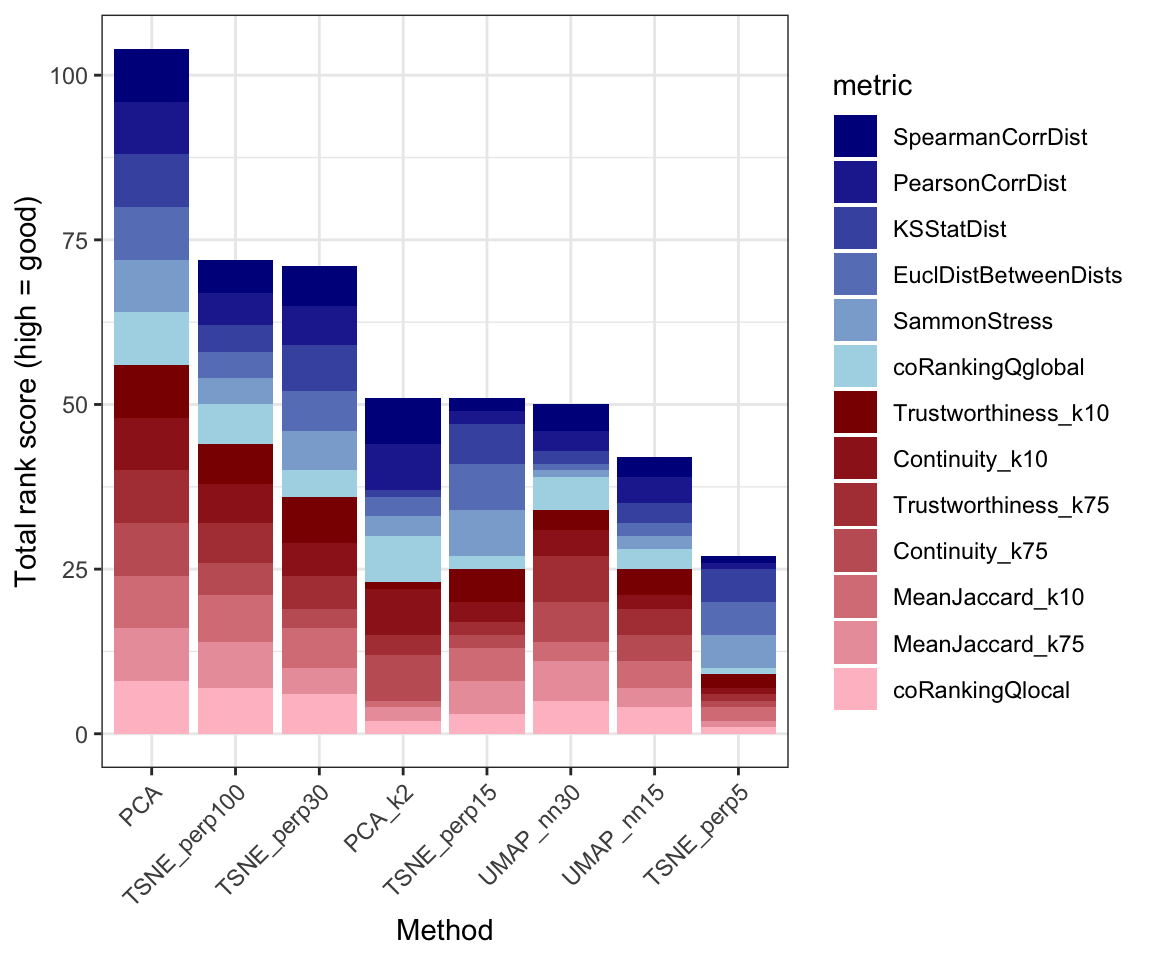 Total rank score (high = good)
100
75
50
25
0
PCA
TSNE_perp100
TSNE_perp30
PCA_k2
TSNE_perp15
UMAP_nn30
UMAP_nn15
TSNE_perp5
Method
metric
SpearmanCorrDist
PearsonCorrDist
KSStatDist
EuclDistBetweenDists
SammonStress
coRankingQglobal
Trustworthiness_k10
Continuity_k10
Trustworthiness_k75
Continuity_k75
MeanJaccard_k10
MeanJaccard_k75
coRankingQlocal